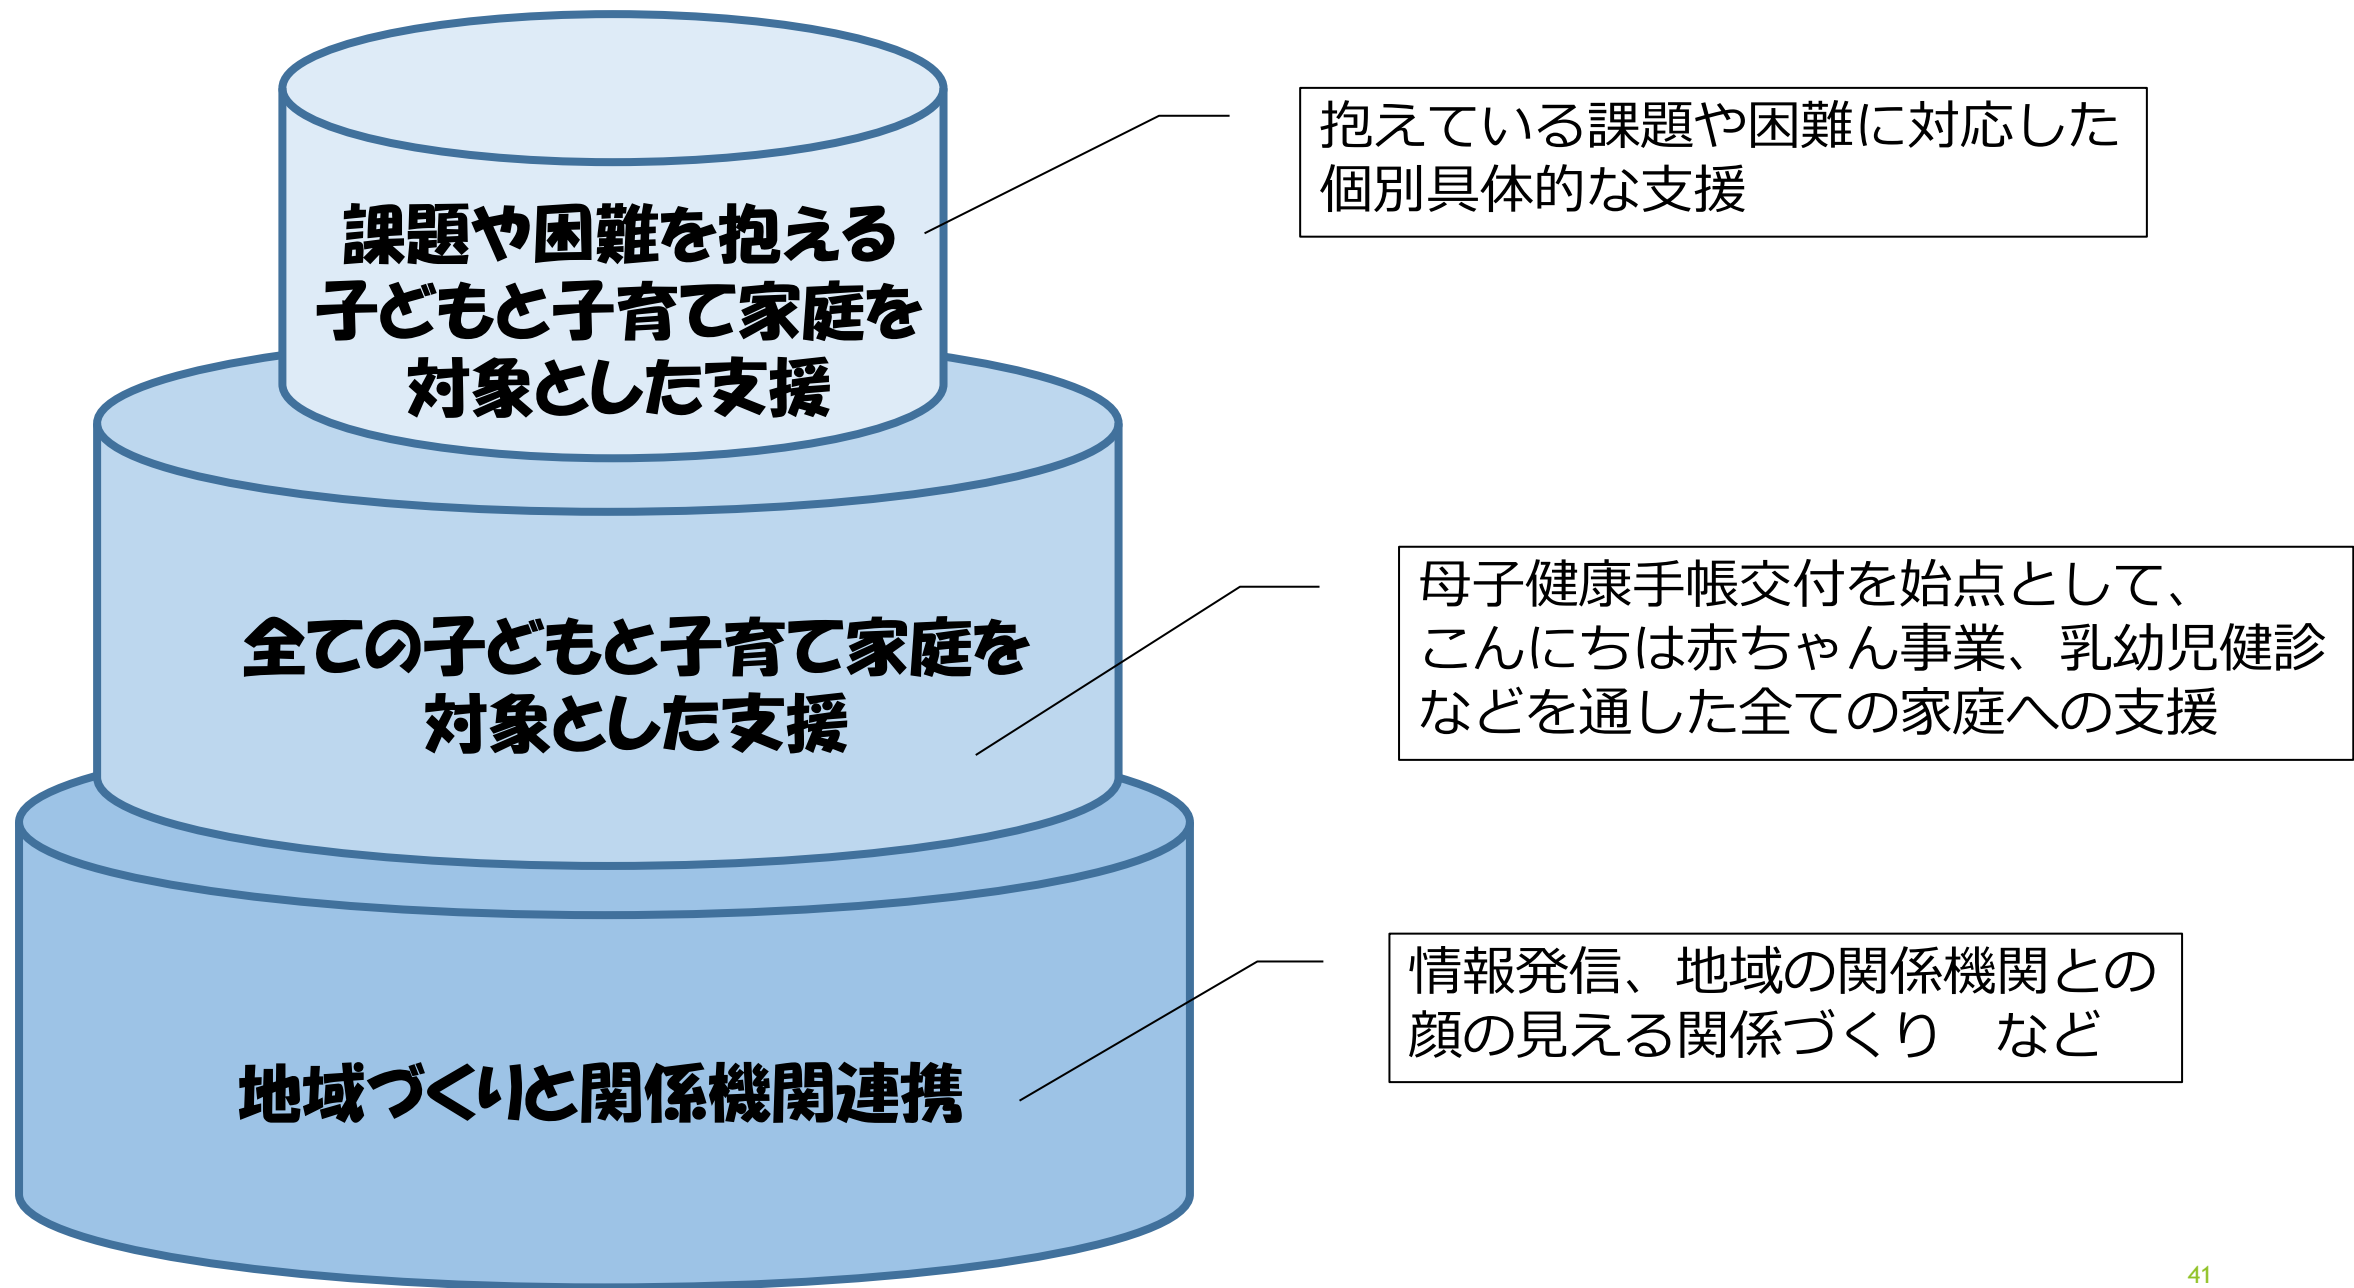 課題や困難を抱える
子どもと子育て家庭を
対象とした支援
抱えている課題や困難に対応した
個別具体的な支援
全ての子どもと子育て家庭を
対象とした支援
母子健康手帳交付を始点として、
こんにちは赤ちゃん事業、乳幼児健診
などを通した全ての家庭への支援
地域づくりと関係機関連携
情報発信、地域の関係機関との
顔の見える関係づくり　など
41